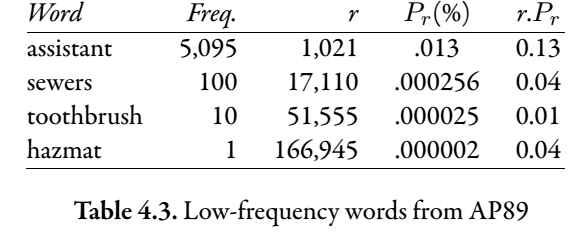 Word Freq. r Pr(%) r.Pr
assistant 5,095 1,021 .013 0.13
sewers 100 17,110 .000256 0.04
toothbrush 10 51,555 .000025 0.01
hazmat 1 166,945 .000002 0.04
Table 4.3. Low-frequency words from AP89